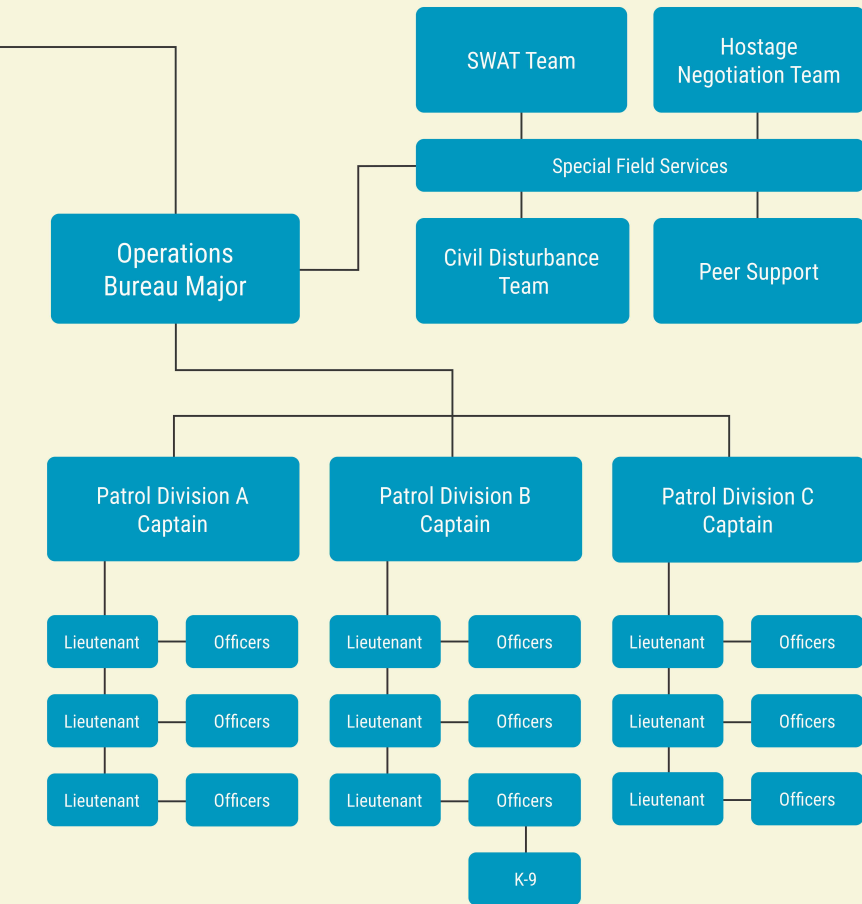 SWAT Team
Hostage
Negotiation Team
Special Field Services
Operations
Bureau Major
Civil Disturbance
Team
Peer Support
Patrol Division A
Captain
Patrol Division B
Captain
Patrol Division C
Captain
Lieutenant
Officers
Lieutenant
Officers
Lieutenant
Officers
Lieutenant
Officers
Lieutenant
Officers
Lieutenant
Officers
Lieutenant
Officers
Lieutenant
Officers
Lieutenant
Officers
K-9